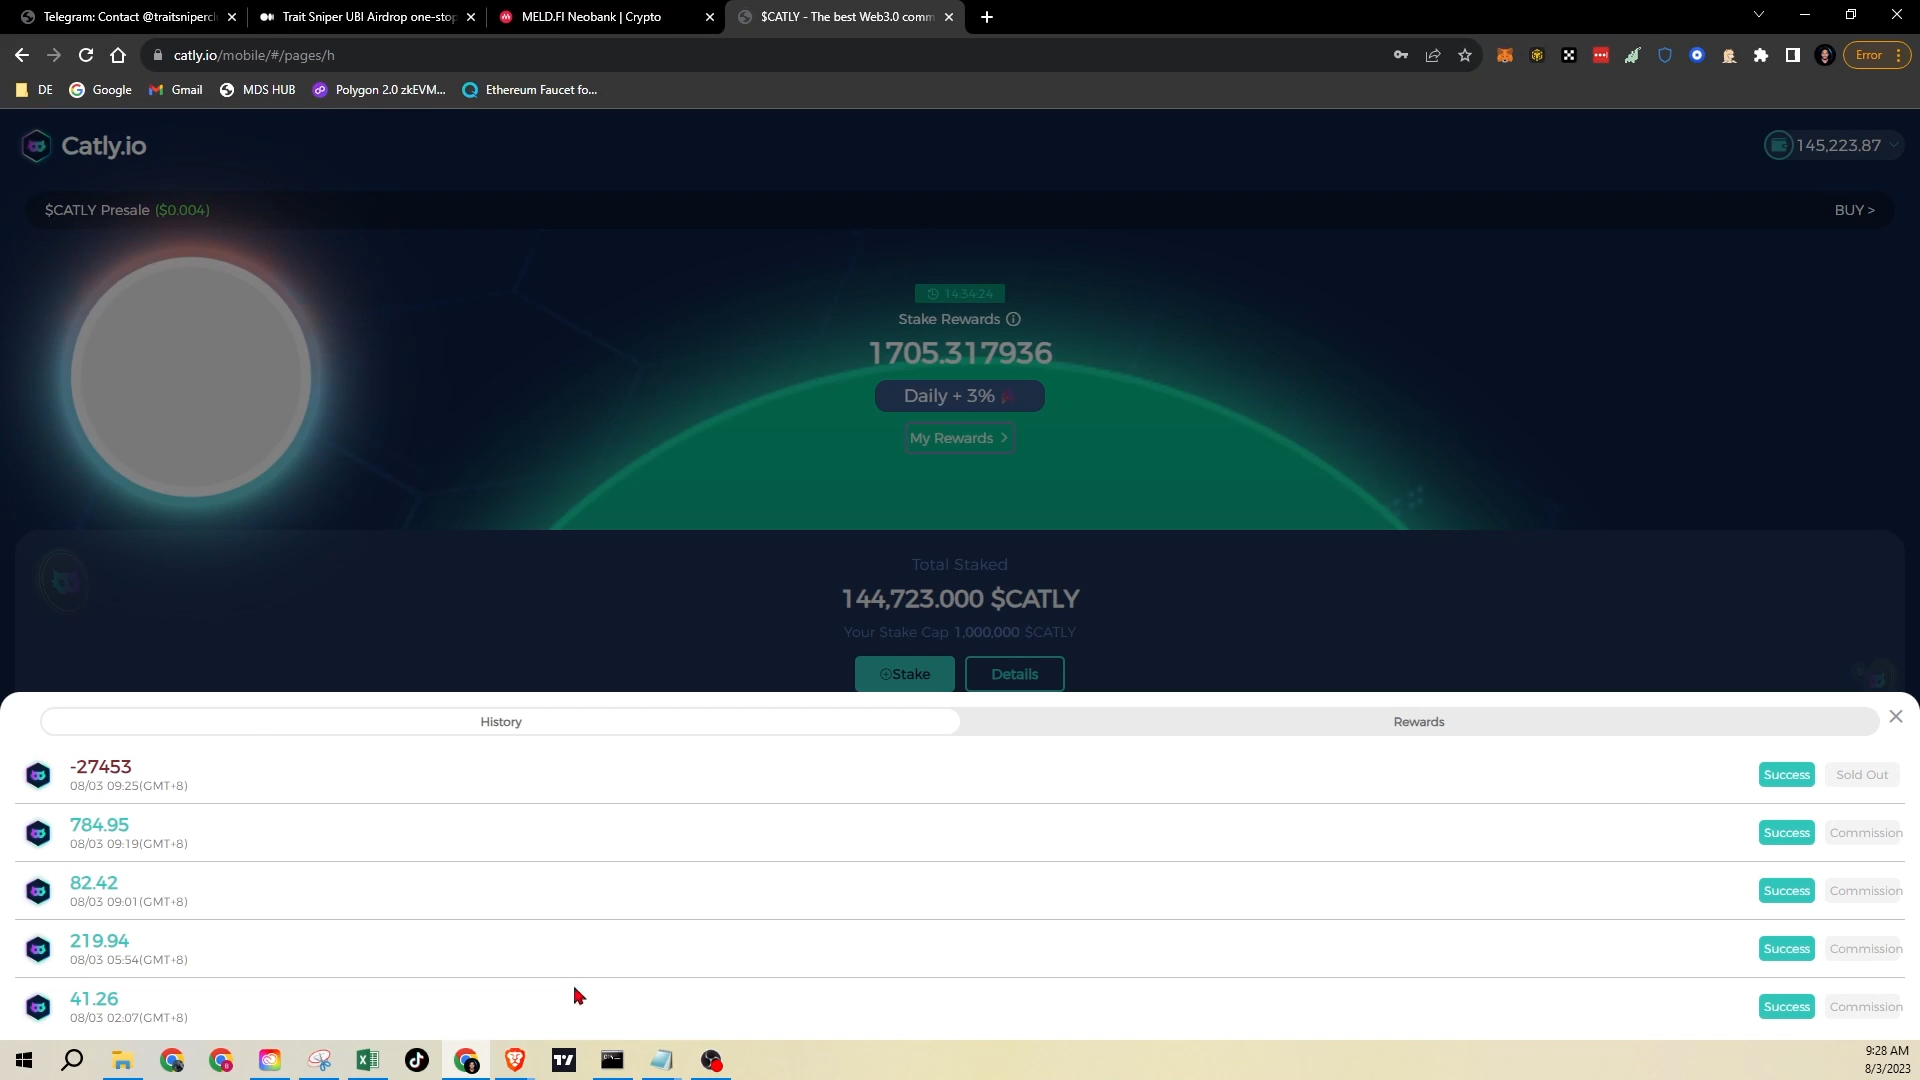 Telegram: Contact @traitsnipercl
Trait Sniper UBI Airdrop one-stop
MELD.FI Neobank | Crypto
$CATLY - The best Web3.0 comm
catly.io/mobile/#/pages/h
Error
DE
Google
Gmail
MDS HUB
Polygon 2.0 zkEVM...
Ethereum Faucet fo...
Catly.io
145,223.87
$CATLY Presale ($0.004)
BUY >
14:34:24
Stake Rewards
1705.317936
Daily + 3%
My Rewards >
Total Staked
144,723.000 $CATLY
Your Stake Cap 1,000,000 $CATLY
Stake
Details
History
Rewards
-27453
08/03 09:25(GMT+8)
Success
Sold Out
784.95
08/03 09:19(GMT+8)
Success
Commission
82.42
08/03 09:01(GMT+8)
Success
Commission
219.94
08/03 05:54(GMT+8)
Success
Commission
41.26
08/03 02:07(GMT+8)
Success
Commission
9:28 AM
8/3/2023